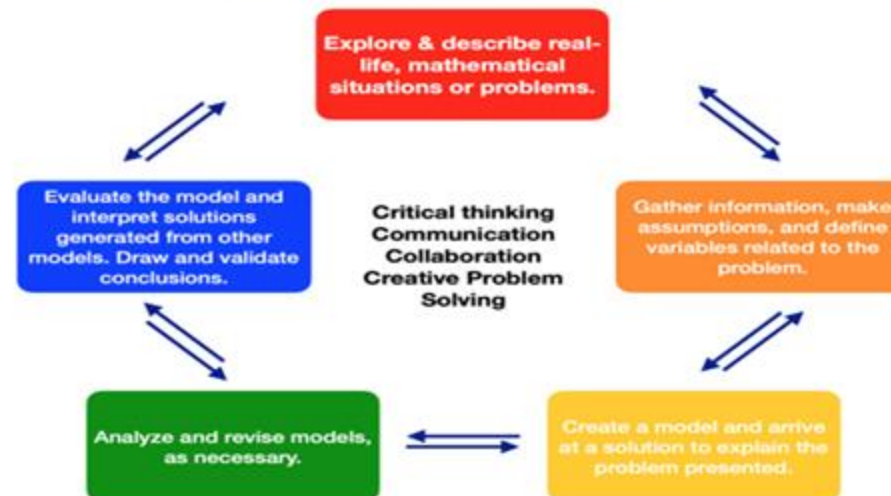 Explore & describe real-
life, mathematical
situations or problems.
Gather information, make
assumptions, and define
variables related to the
problem.
Create a model and arrive
at a solution to explain the
problem presented.
Analyze and revise models,
as necessary.
Evaluate the model and
interpret solutions
generated from other
models. Draw and validate
conclusions.
Critical thinking
Communication
Collaboration
Creative Problem
Solving